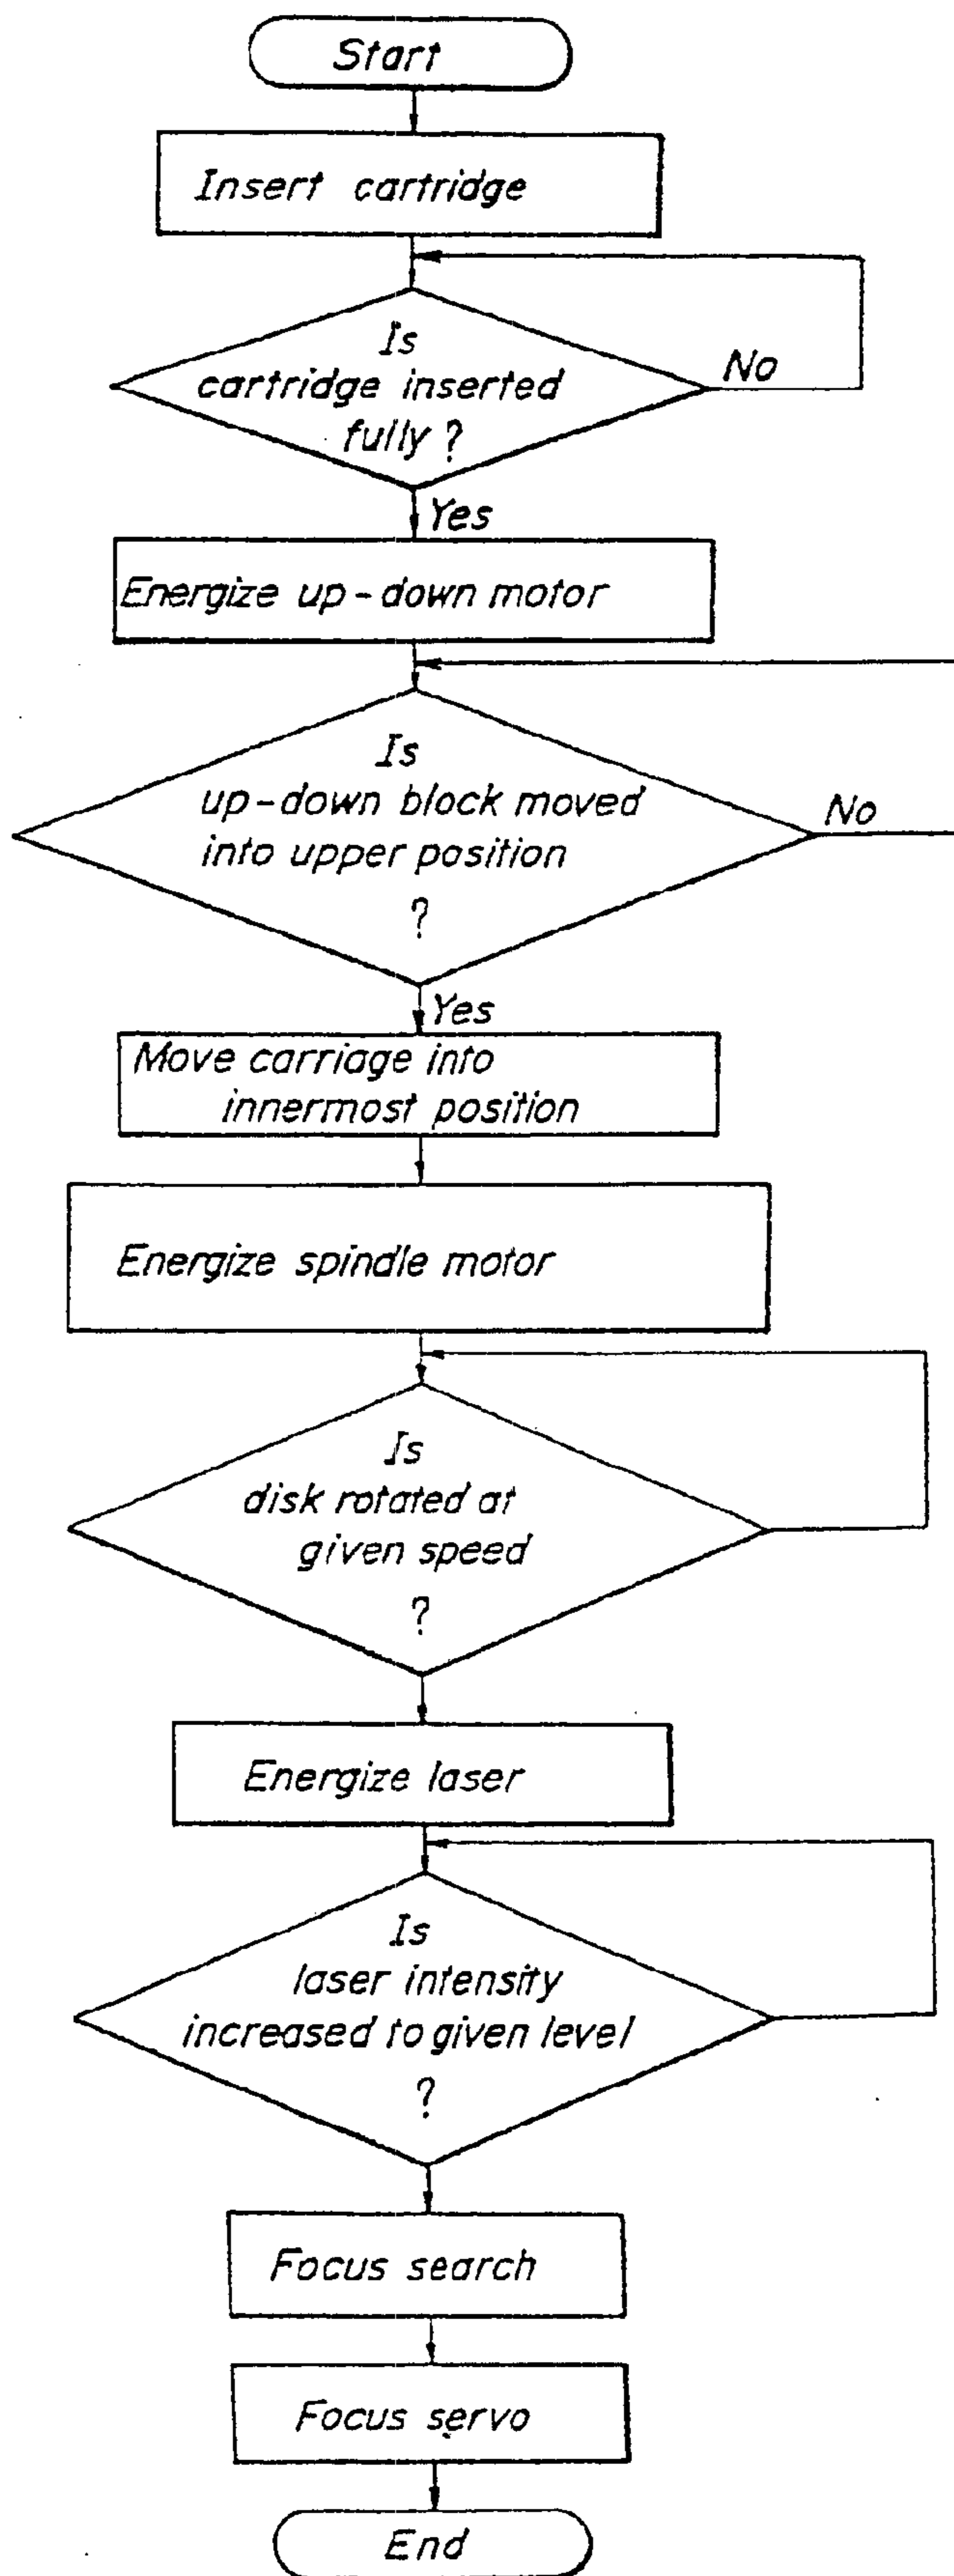 Start
Insert cartridge
Is
cartridge inserted
fully ?
No
Yes
Energize up-down motor
Is
up-down block moved
into upper position
?
No
Yes
Move carriage into
innermost position
Energize spindle motor
Is
disk rotated at
given speed
?
Energize laser
Is
laser intensity
increased to given level
?
Focus search
Focus servo
End